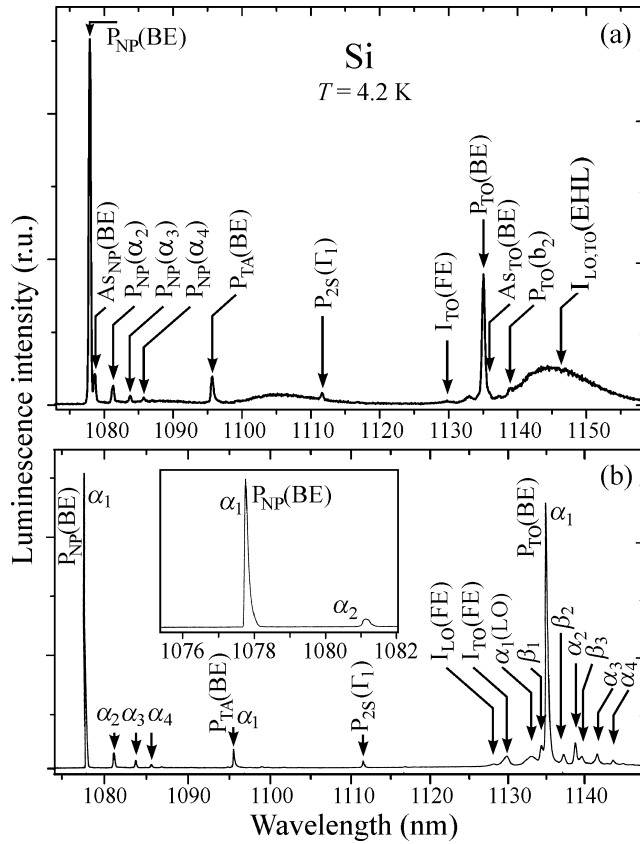 (a)
P_NP(BE)
Si
T = 4.2 K
As_NP(BE)
P_NP(α₂)
P_NP(α₃)
P_NP(α₄)
P_TA(BE)
P_2S(Γ₁)
I_TO(FE)
P_TO(BE)
As_TO(BE)
P_TO(b₂)
I_LO,TO(EHL)
1080 1090 1100 1110 1120 1130 1140 1150
Luminescence intensity (r.u.)
(b)
P_NP(BE)
α₁
α₁
P_NP(BE)
α₂
1076 1078 1080 1082
α₂ α₃ α₄
P_TA(BE)
α₁
P_2S(Γ₁)
I_LO(FE)
I_TO(FE)
α₁(LO)
β₁
P_TO(BE)
α₁
β₂
α₂
β₃
α₃
α₄
1080 1090 1100 1110 1120 1130 1140
Wavelength (nm)